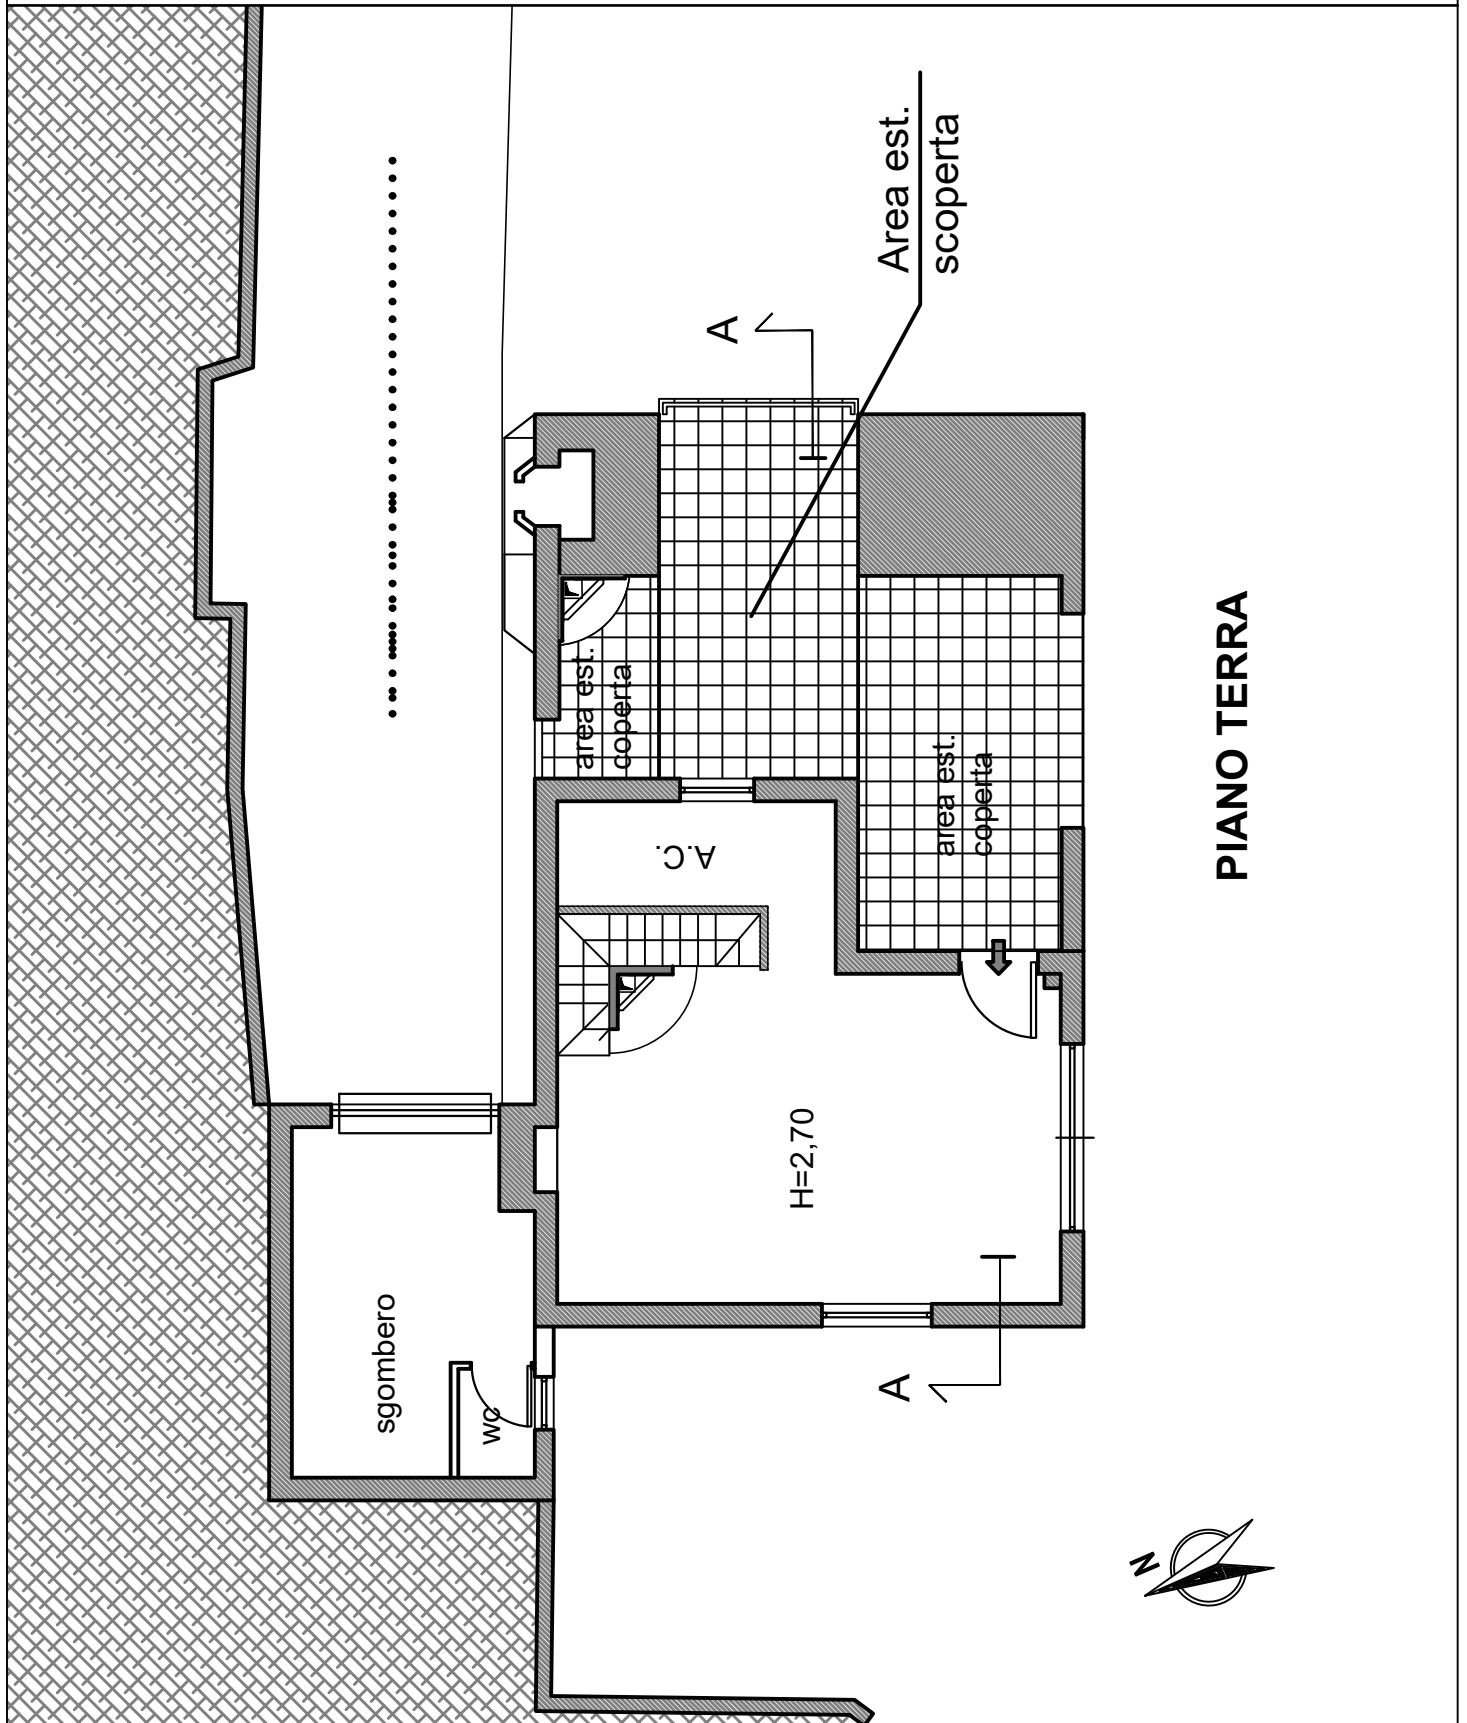 Area est.
scoperta
A
area est.
coperta
area est.
coperta
A.C.
PIANO TERRA
H=2,70
sgombero
wc
A
N